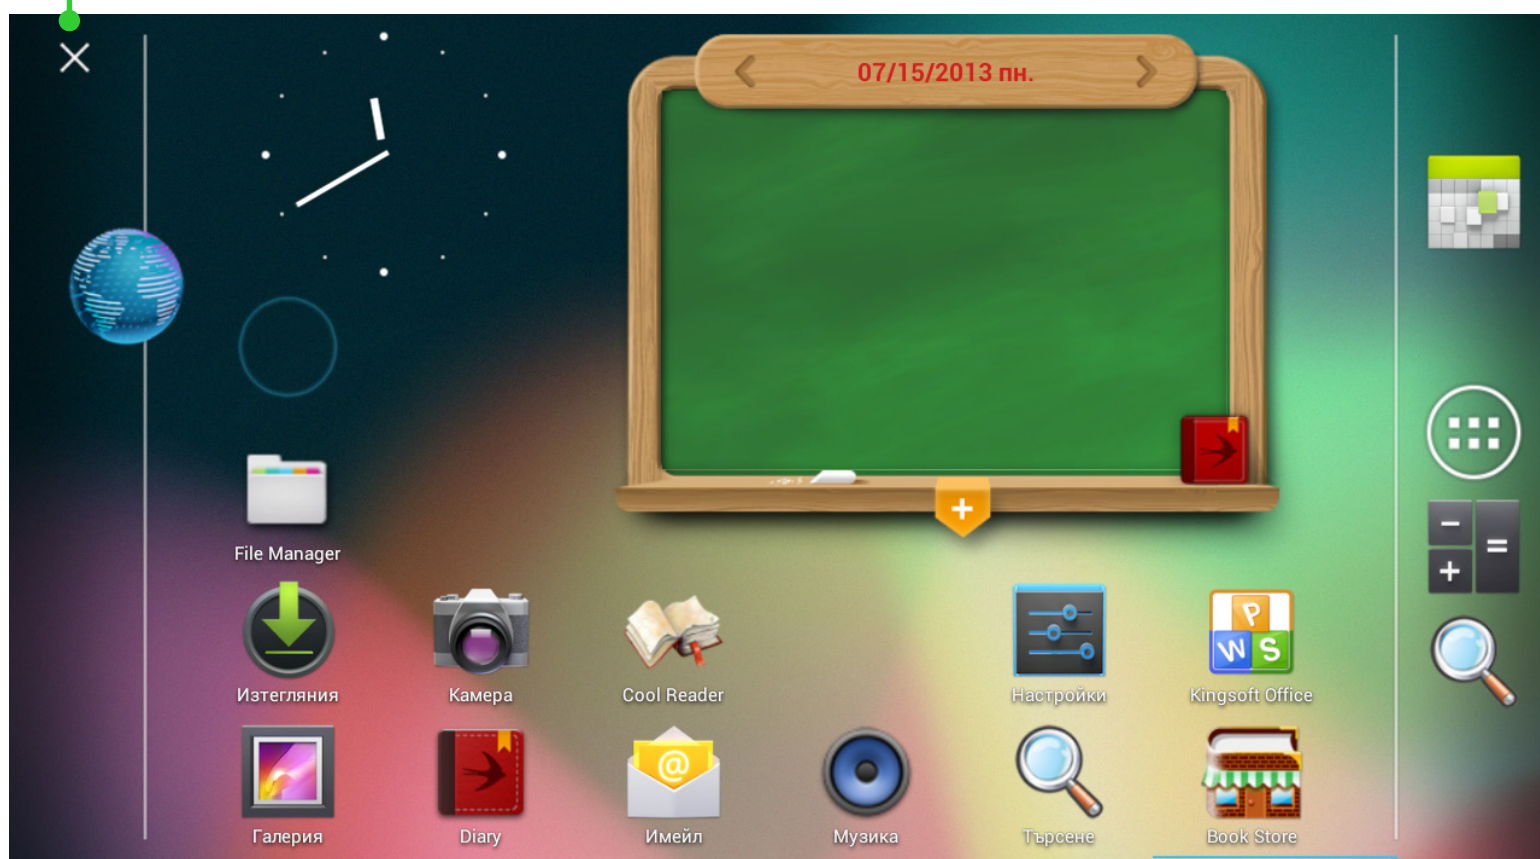 07/15/2013 пн.
File Manager
Изтегляния
Камера
Cool Reader
Настройки
P
W S
Kingsoft Office
@
Галерия
Diary
Имейл
Музика
Търсене
Book Store